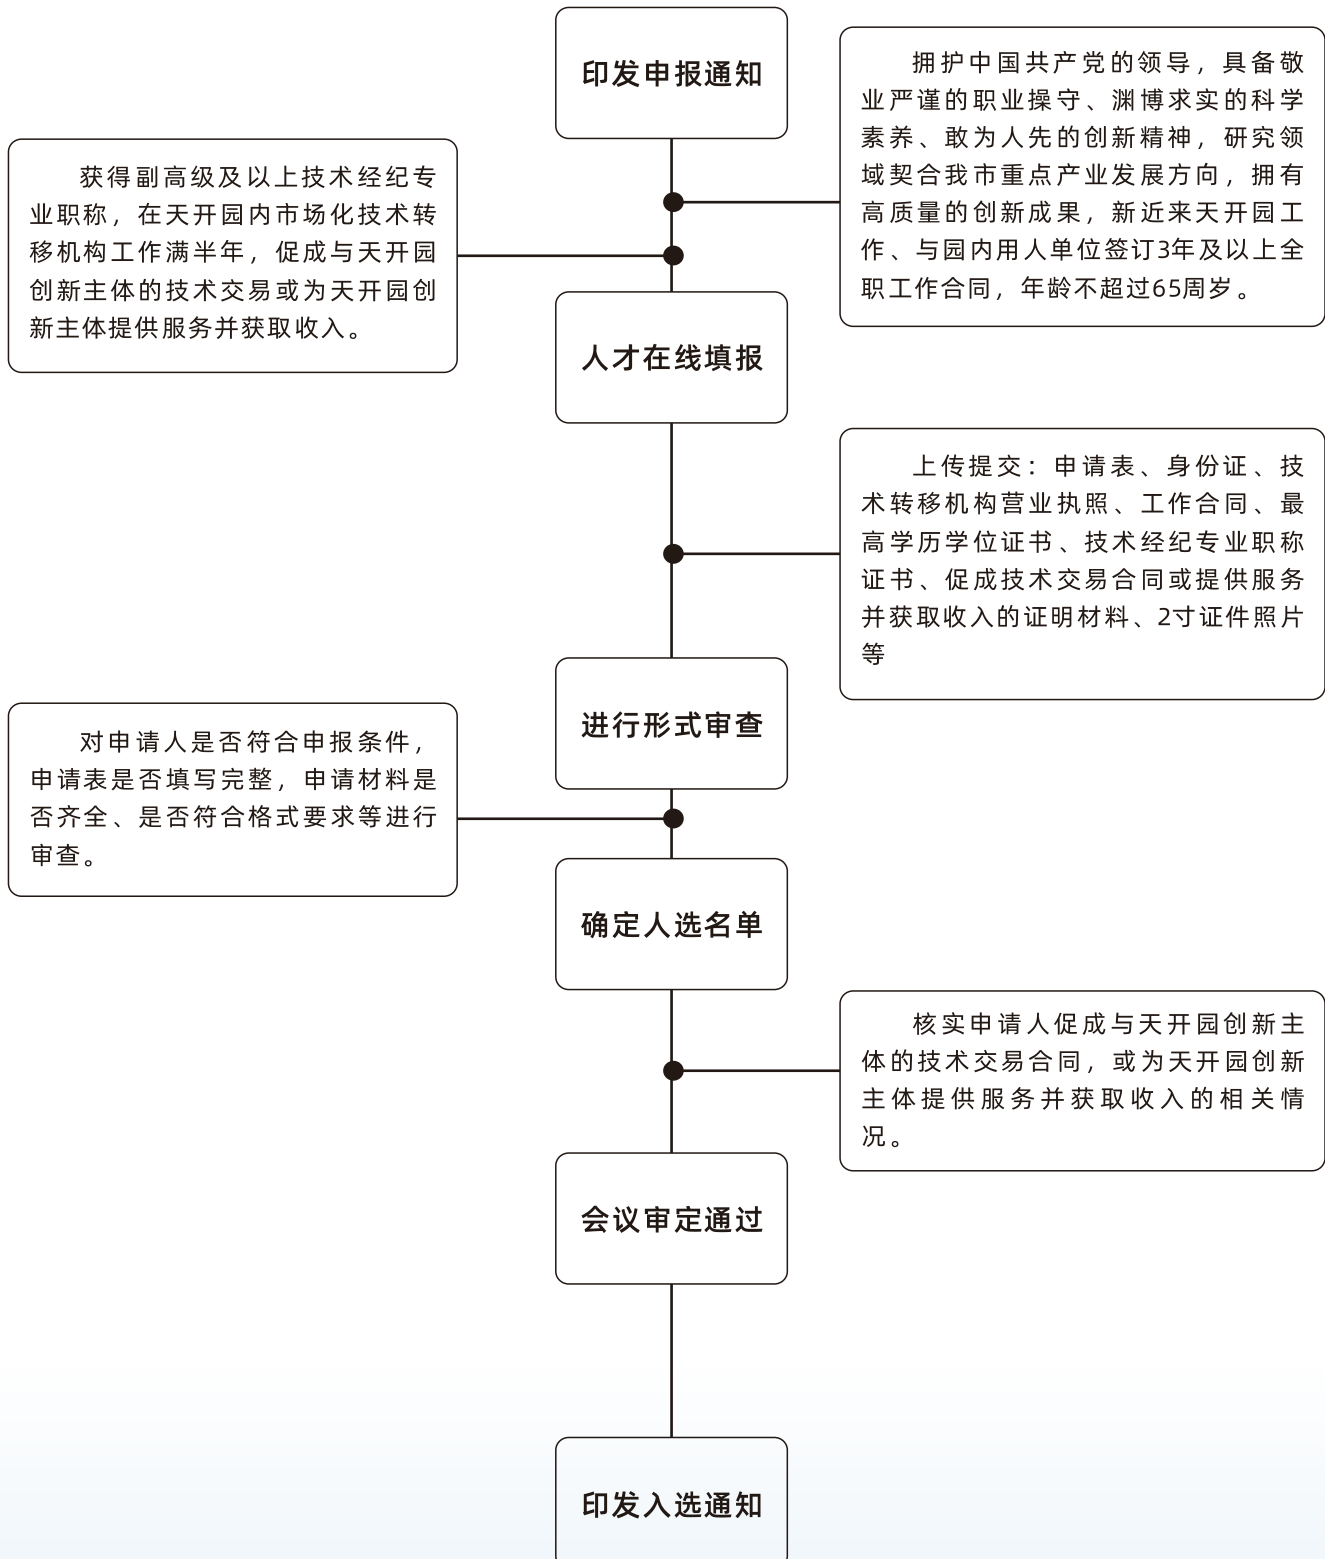 印发申报通知
拥护中国共产党的领导，具备敬
业严谨的职业操守、渊博求实的科学
素养、敢为人先的创新精神，研究领
域契合我市重点产业发展方向，拥有
高质量的创新成果，新近来天开园工
作、与园内用人单位签订3年及以上全
职工作合同，年龄不超过65周岁。
获得副高级及以上技术经纪专
业职称，在天开园内市场化技术转
移机构工作满半年，促成与天开园
创新主体的技术交易或为天开园创
新主体提供服务并获取收入。
人才在线填报
上传提交：申请表、身份证、技
术转移机构营业执照、工作合同、最
高学历学位证书、技术经纪专业职称
证书、促成技术交易合同或提供服务
并获取收入的证明材料、2寸证件照片
等
进行形式审查
对申请人是否符合申报条件，
申请表是否填写完整，申请材料是
否齐全、是否符合格式要求等进行
审查。
确定人选名单
核实申请人促成与天开园创新主
体的技术交易合同，或为天开园创新
主体提供服务并获取收入的相关情
况。
会议审定通过
印发入选通知